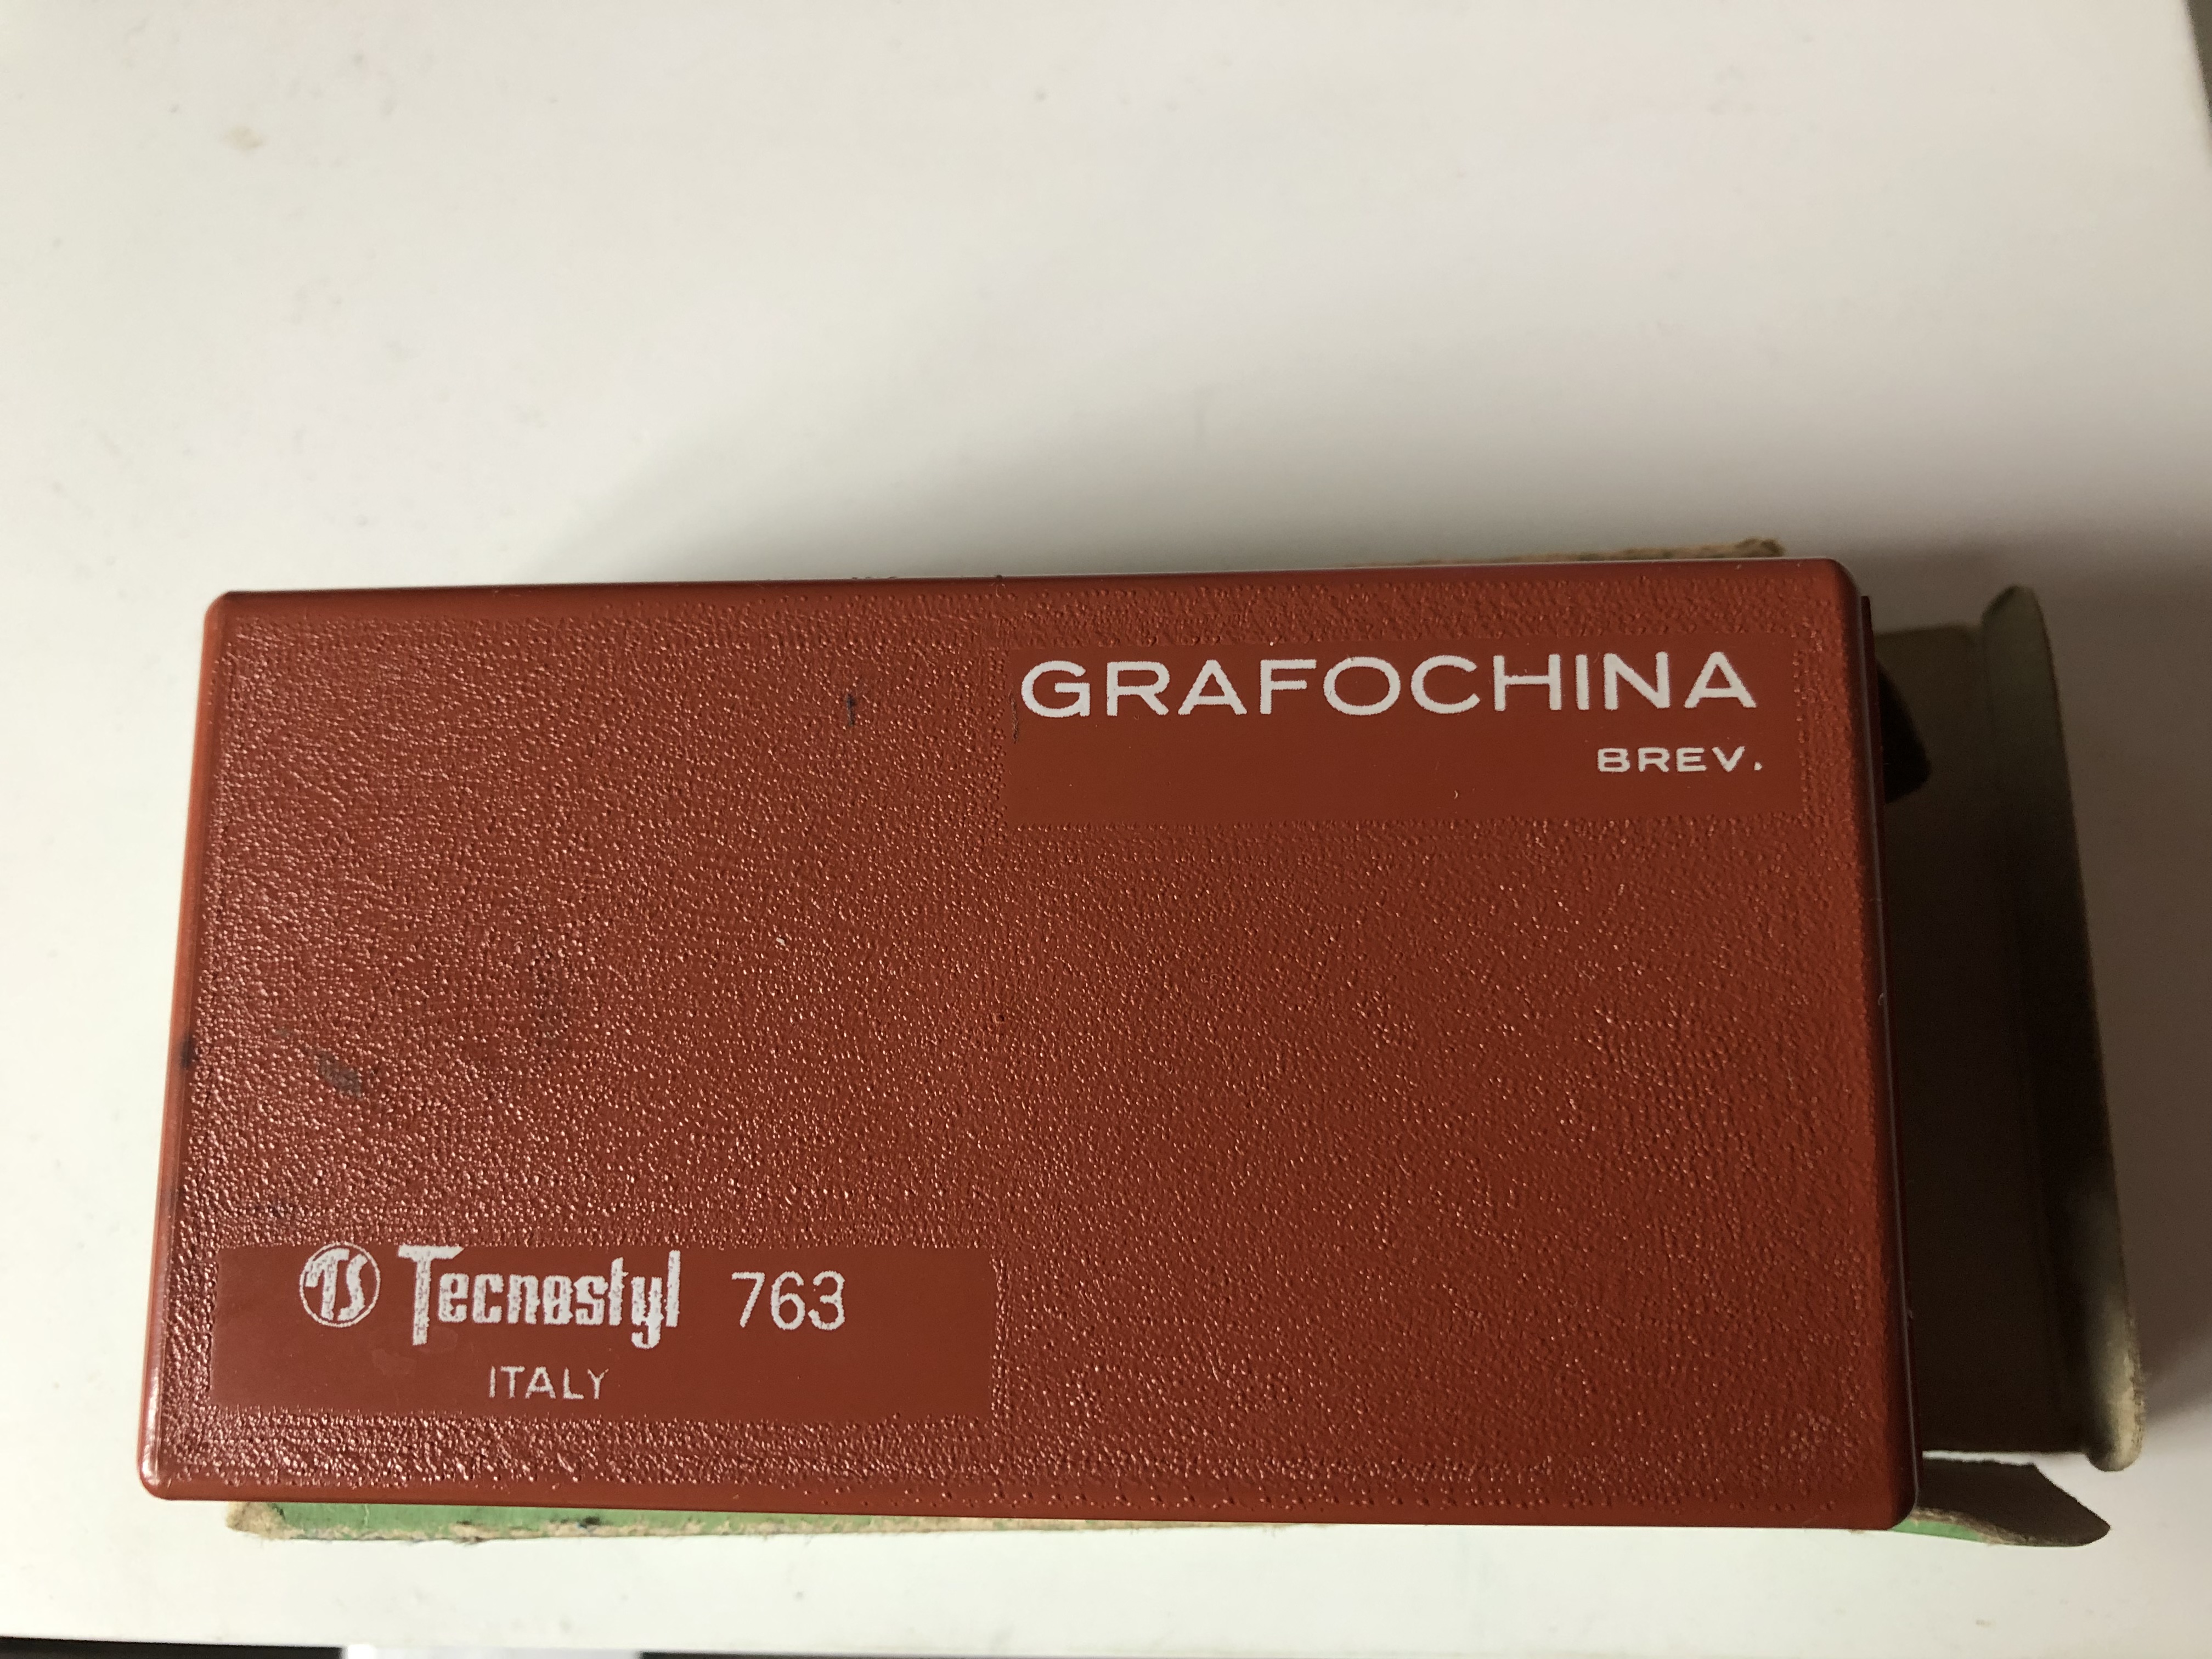 GRAFOCHINA
BREV.
TS Tecnostyl 763
ITALY